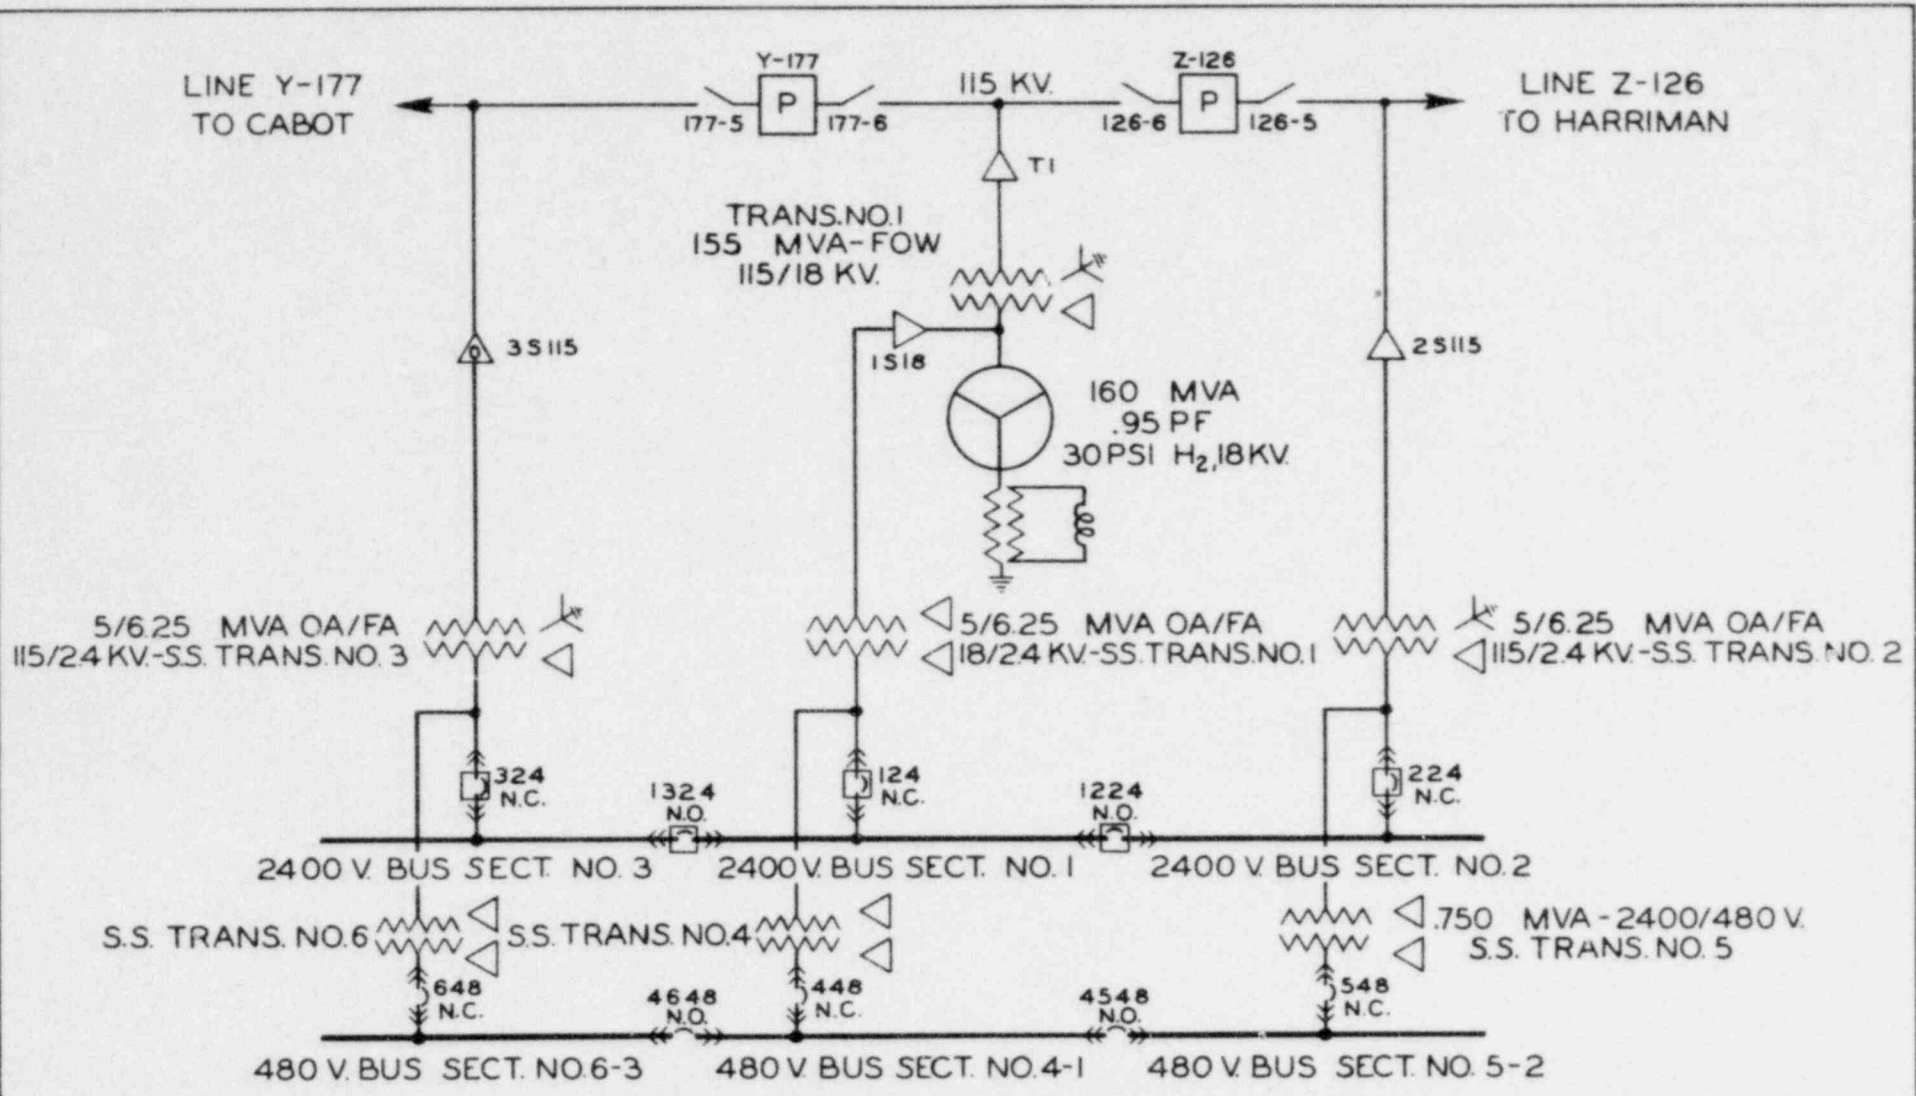 LINE Y-177
TO CABOT
Y-177
P
177-5
177-6
115 KV.
Z-126
P
126-6
126-5
LINE Z-126
TO HARRIMAN
T1
TRANS.NO.1
155 MVA-FOW
115/18 KV.
3S115
1S18
2S115
160 MVA
.95 PF
30PSI H₂,18KV.
5/6.25 MVA OA/FA
115/2.4 KV.-S.S. TRANS. NO. 3
5/6.25 MVA OA/FA
18/2.4 KV.-SS.TRANS.NO.1
5/6.25 MVA OA/FA
115/2.4 KV.-S.S. TRANS. NO. 2
324
N.C.
1324
N.O.
124
N.C.
1224
N.O.
224
N.C.
2400 V. BUS SECT. NO. 3
2400 V. BUS SECT. NO. 1
2400 V. BUS SECT. NO. 2
S.S. TRANS. NO.6
S.S. TRANS. NO.4
.750 MVA - 2400/480 V.
S.S. TRANS. NO. 5
648
N.C.
4648
N.O.
448
N.C.
4548
N.O.
548
N.C.
480 V. BUS SECT. NO.6-3
480 V. BUS SECT. NO.4-1
480 V. BUS SECT. NO. 5-2